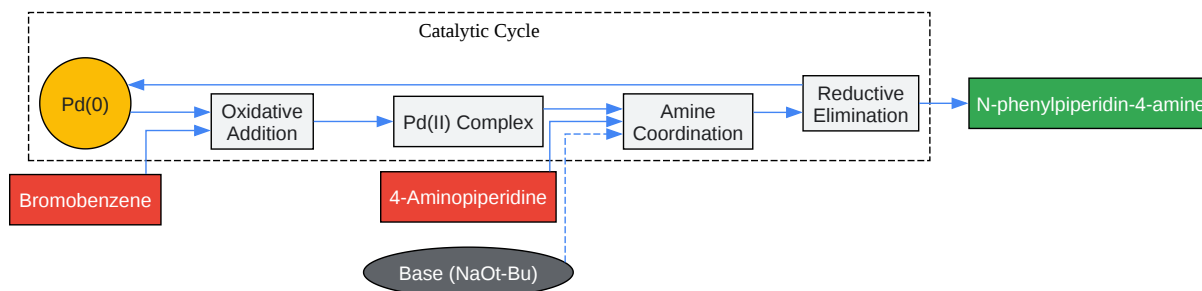 Catalytic Cycle
Pd(0)
Oxidative
Addition
Pd(II) Complex
Amine
Coordination
Reductive
Elimination
N-phenylpiperidin-4-amine
Bromobenzene
4-Aminopiperidine
Base (NaOt-Bu)